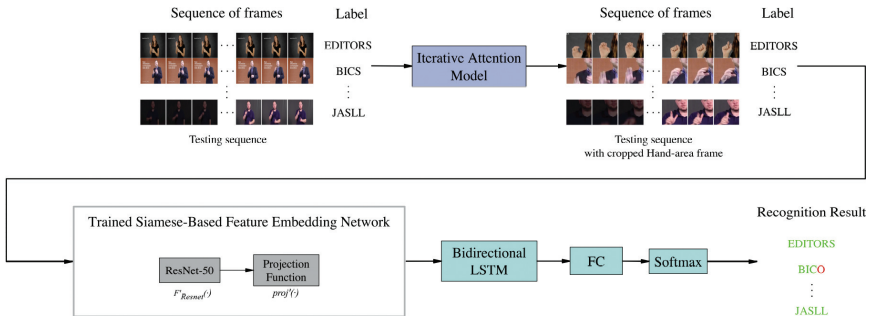 Sequence of frames
Label
Sequence of frames
Label
EDITORS
BICS
JASLL
Iterative Attention
Model
EDITORS
BICS
JASLL
Testing sequence
Testing sequence
with cropped Hand-area frame
Trained Siamese-Based Feature Embedding Network
ResNet-50
F'Resnet(·)
Projection
Function
proj'(·)
Bidirectional
LSTM
FC
Softmax
Recognition Result
EDITORS
BICO
JASLL